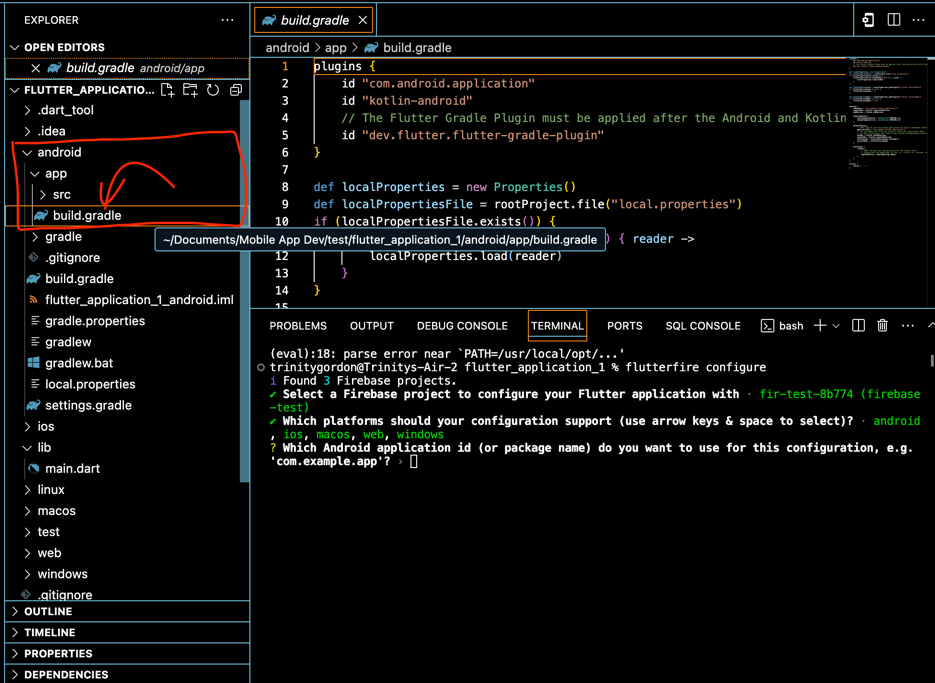 EXPLORER
OPEN EDITORS
build.gradle android/app
FLUTTER_APPLICATIO...
.dart_tool
.idea
android
app
src
build.gradle
gradle
.gitignore
build.gradle
flutter_application_1_android.iml
gradle.properties
gradlew
gradlew.bat
local.properties
settings.gradle
ios
lib
main.dart
linux
macos
test
web
windows
.gitignore
OUTLINE
TIMELINE
PROPERTIES
DEPENDENCIES
build.gradle
android > app > build.gradle
1 plugins {
2 id "com.android.application"
3 id "kotlin-android"
4 // The Flutter Gradle Plugin must be applied after the Android and Kotlin
5 id "dev.flutter.flutter-gradle-plugin"
6 }
7
8 def localProperties = new Properties()
9 def localPropertiesFile = rootProject.file("local.properties")
10 if (localPropertiesFile.exists()) {
) { reader ->
~/Documents/Mobile App Dev/test/flutter_application_1/android/app/build.gradle
12 localProperties.load(reader)
13 }
14 }
15
PROBLEMS OUTPUT DEBUG CONSOLE TERMINAL PORTS SQL CONSOLE bash
(eval):18: parse error near `PATH=/usr/local/opt/...'
trinitygordon@Trinitys-Air-2 flutter_application_1 % flutterfire configure
i Found 3 Firebase projects.
✔ Select a Firebase project to configure your Flutter application with · fir-test-8b774 (firebase
-test)
✔ Which platforms should your configuration support (use arrow keys & space to select)? · android
, ios, macos, web, windows
? Which Android application id (or package name) do you want to use for this configuration, e.g.
'com.example.app'? ›